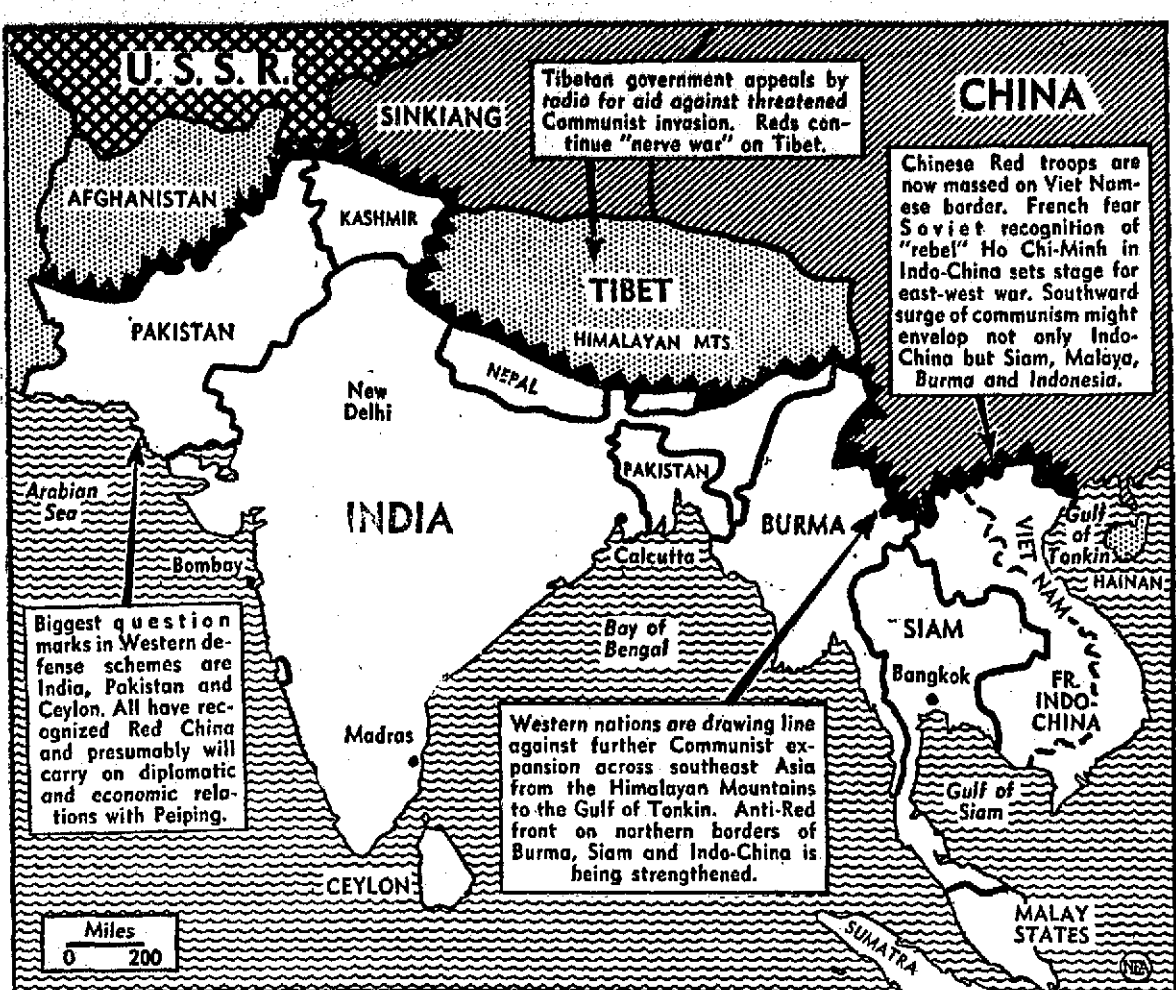 U. S. S. R.
SINKIANG
CHINA
AFGHANISTAN
KASHMIR
PAKISTAN
TIBET
HIMALAYAN MTS
NEPAL
New
Delhi
INDIA
PAKISTAN
BURMA
Calcutta
Arabian
Sea
Bombay
Bay of
Bengal
Madras
CEYLON
VIET NAM
Gulf
of
Tonkin
HAINAN
SIAM
Bangkok
FR.
INDO-
CHINA
Gulf of
Siam
MALAY
STATES
SUMATRA
Tibetan government appeals by
radio for aid against threatened
Communist invasion. Reds con-
tinue "nerve war" on Tibet.
Chinese Red troops are
now massed on Viet Nam-
ese border. French fear
Soviet recognition of
"rebel" Ho Chi-Minh in
Indo-China sets stage for
east-west war. Southward
surge of communism might
envelop not only Indo-
China but Siam, Malaya,
Burma and Indonesia.
Biggest question
marks in Western de-
fense schemes are
India, Pakistan and
Ceylon. All have rec-
ognized Red China
and presumably will
carry on diplomatic
and economic rela-
tions with Peiping.
Western nations are drawing line
against further Communist ex-
pansion across southeast Asia
from the Himalayan Mountains
to the Gulf of Tonkin. Anti-Red
front on northern borders of
Burma, Siam and Indo-China is
being strengthened.
Miles
0 200
NEA